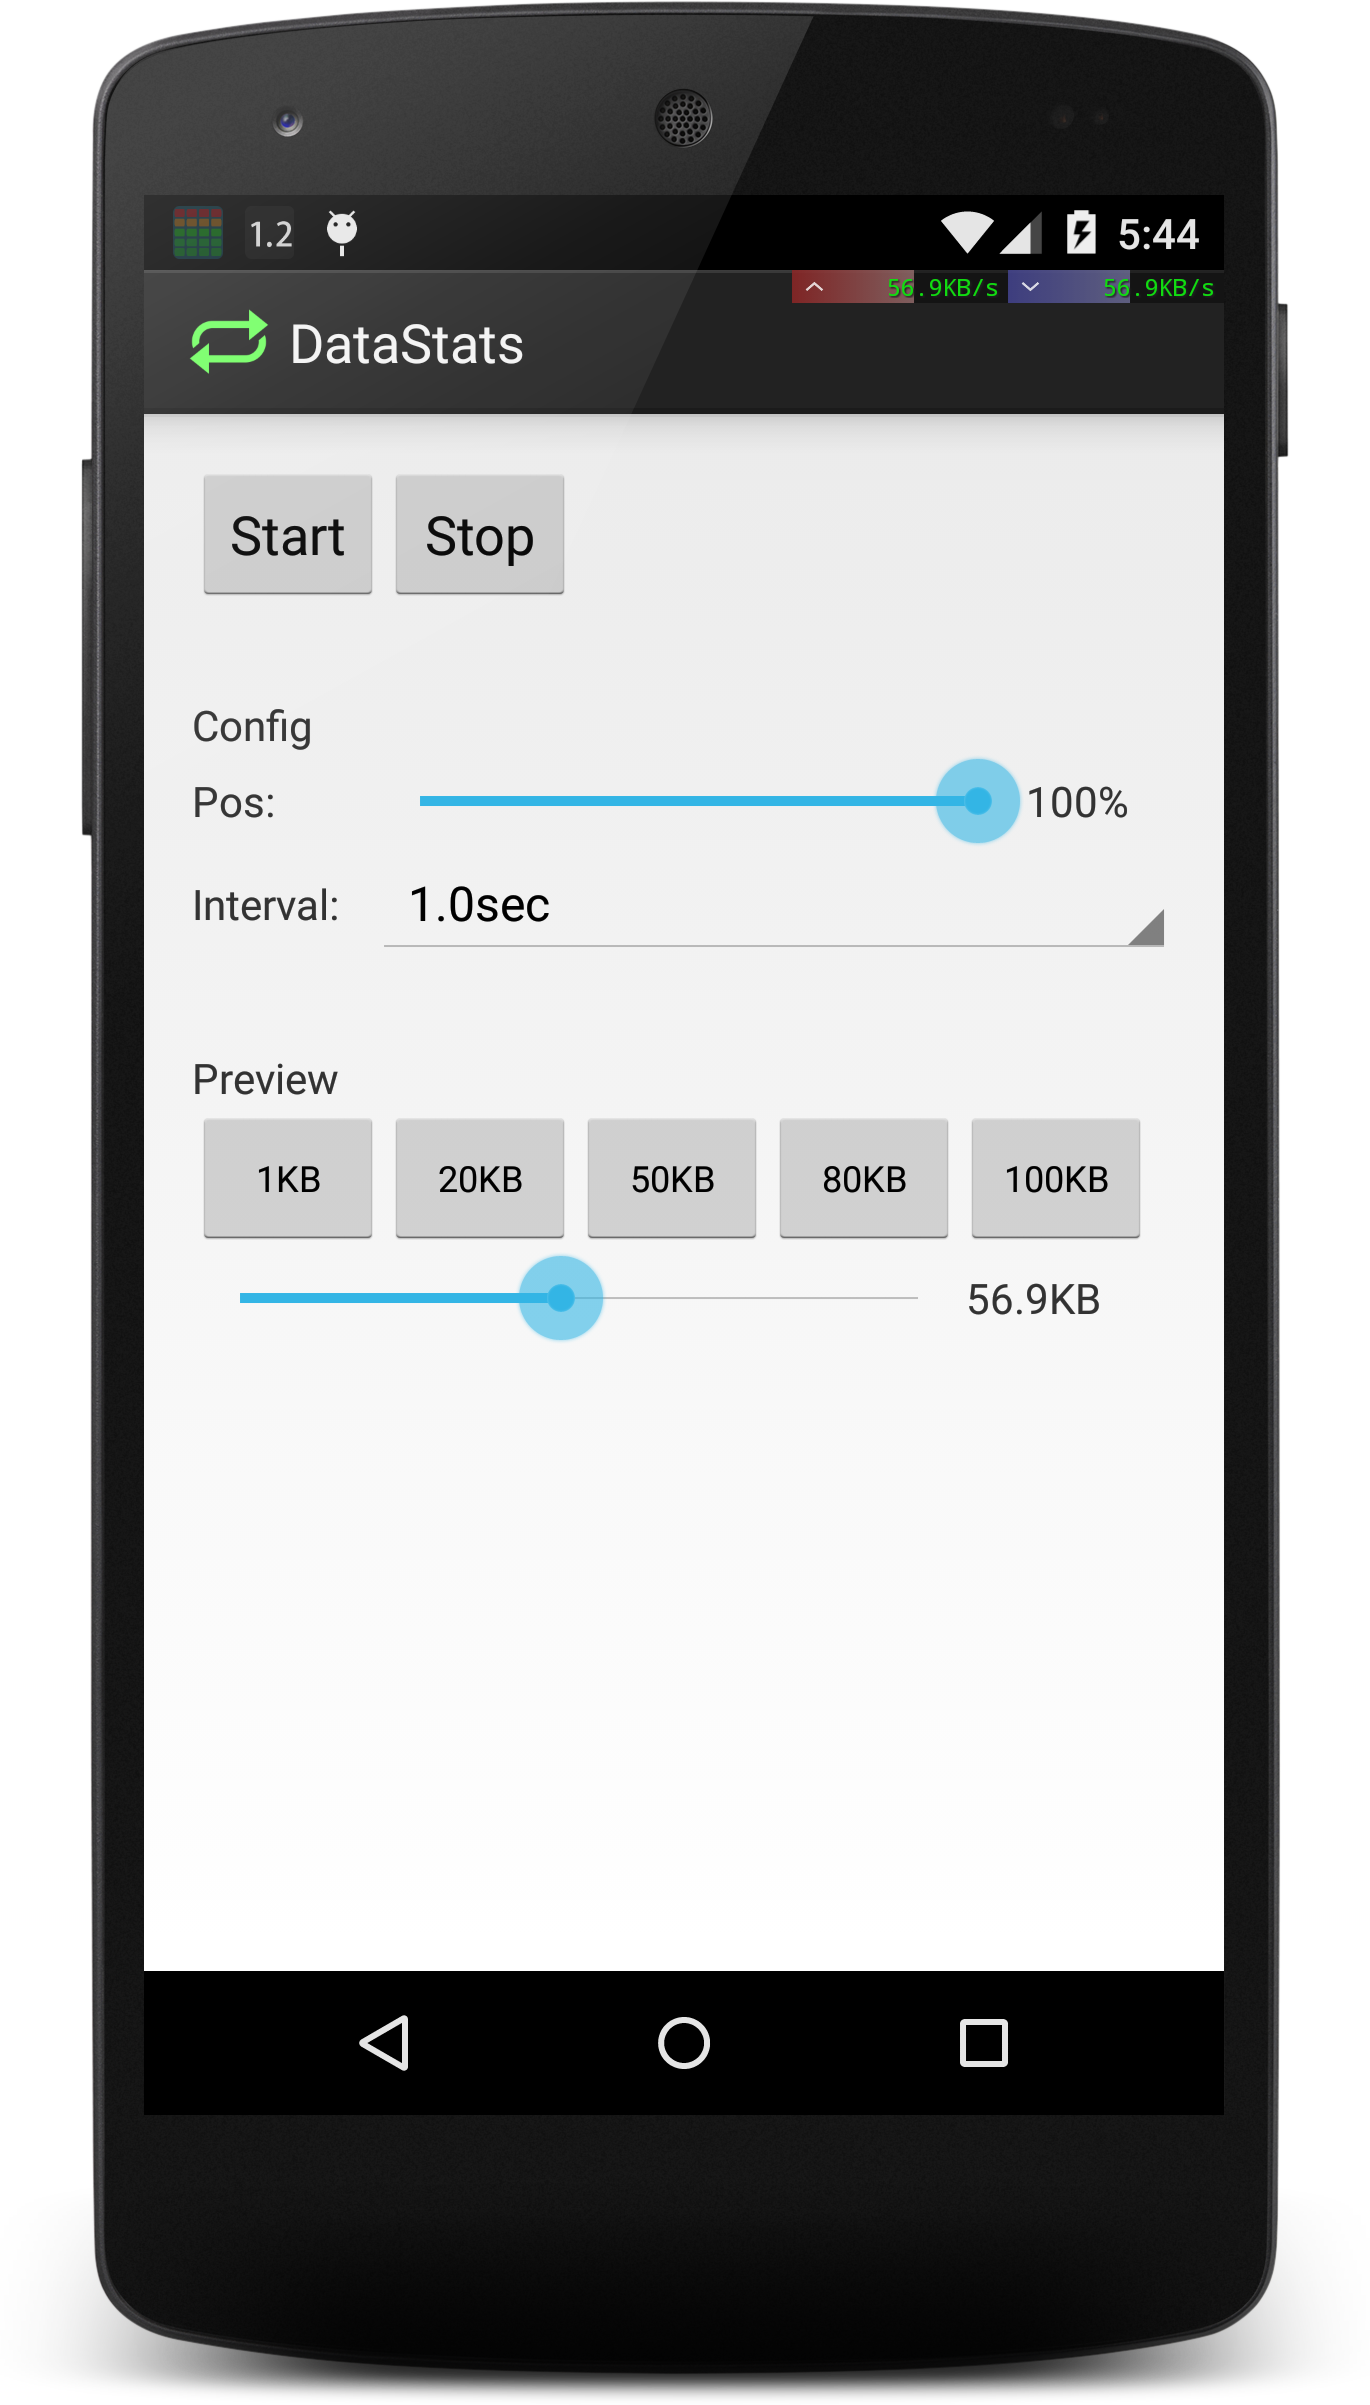 1.2 5:44
56.9KB/s 56.9KB/s
DataStats
Start Stop
Config
Pos: 100%
Interval: 1.0sec
Preview
1KB 20KB 50KB 80KB 100KB
56.9KB